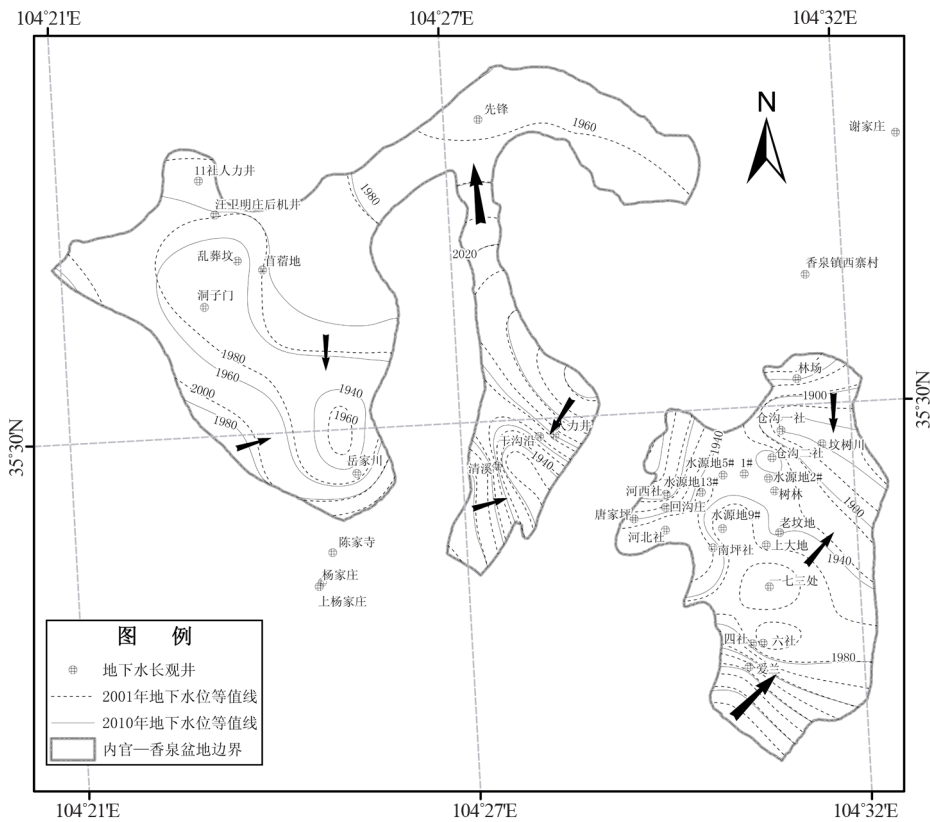 104°21'E
104°27'E
104°32'E
先锋
1960
N
谢家庄
11社人力井
1980
汪卫明庄后机井
2020
乱葬坟
苜蓿地
香泉镇西寨村
洞子门
1980
1960
1940
2000
1960
1980
林场
1900
35°30'N
35°30'N
仓沟一社
人力井
干沟沿
1940
坟树川
岳家川
清溪
1940
仓沟二社
水源地5#
1#
水源地2#
水源地13#
河西社
树林
回沟庄
1900
唐家坪
水源地9#
老坟地
河北社
南坪社
上大地
1940
陈家寺
杨家庄
上杨家庄
一七三处
四社
六社
1980
爱兰
图 例
地下水长观井
2001年地下水位等值线
2010年地下水位等值线
内官—香泉盆地边界
104°21'E
104°27'E
104°32'E